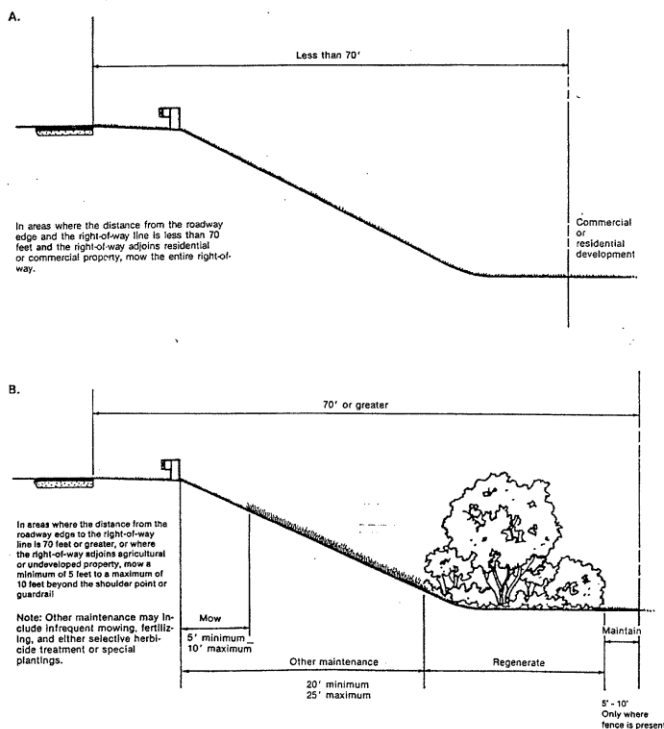 A.
Less than 70'
In areas where the distance from the roadway
edge and the right-of-way line is less than 70
feet and the right-of-way adjoins residential
or commercial property, mow the entire right-of-
way.
Commercial
or
residential
development
B.
70' or greater
In areas where the distance from the
roadway edge to the right-of-way
line is 70 feet or greater, or where
the right-of-way adjoins agricultural
or undeveloped property, mow a
minimum of 5 feet to a maximum of
10 feet beyond the shoulder point or
guardrail
Note: Other maintenance may in-
clude infrequent mowing, fertiliz-
ing, and either selective herbi-
cide treatment or special
plantings.
Mow
5' minimum
10' maximum
Other maintenance
20' minimum
25' maximum
Regenerate
Maintain
5' - 10'
Only where
fence is present